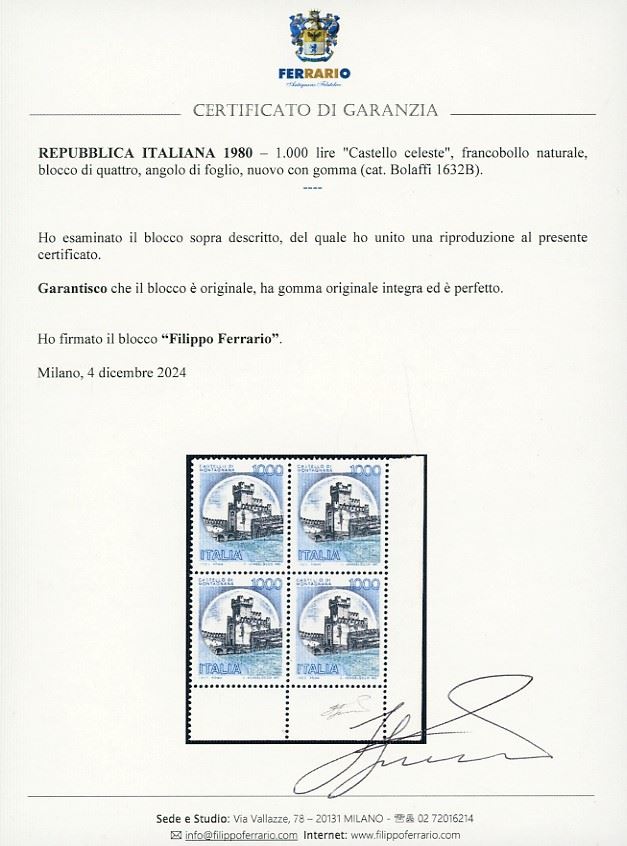 FERRARIO
Antiquariato Filatelico
CERTIFICATO DI GARANZIA
REPUBBLICA ITALIANA 1980 – 1.000 lire "Castello celeste", francobollo naturale,
blocco di quattro, angolo di foglio, nuovo con gomma (cat. Bolaffi 1632B).
----
Ho esaminato il blocco sopra descritto, del quale ho unito una riproduzione al presente
certificato.
Garantisco che il blocco è originale, ha gomma originale integra ed è perfetto.
Ho firmato il blocco “Filippo Ferrario”.
Milano, 4 dicembre 2024
CASTELLO DI MONTAGNANA 1000
ITALIA
CASTELLO DI MONTAGNANA 1000
ITALIA
CASTELLO DI MONTAGNANA 1000
ITALIA
CASTELLO DI MONTAGNANA 1000
ITALIA
Sede e Studio: Via Vallazze, 78 – 20131 MILANO - 02 72016214
info@filippoferrario.com Internet: www.filippoferrario.com